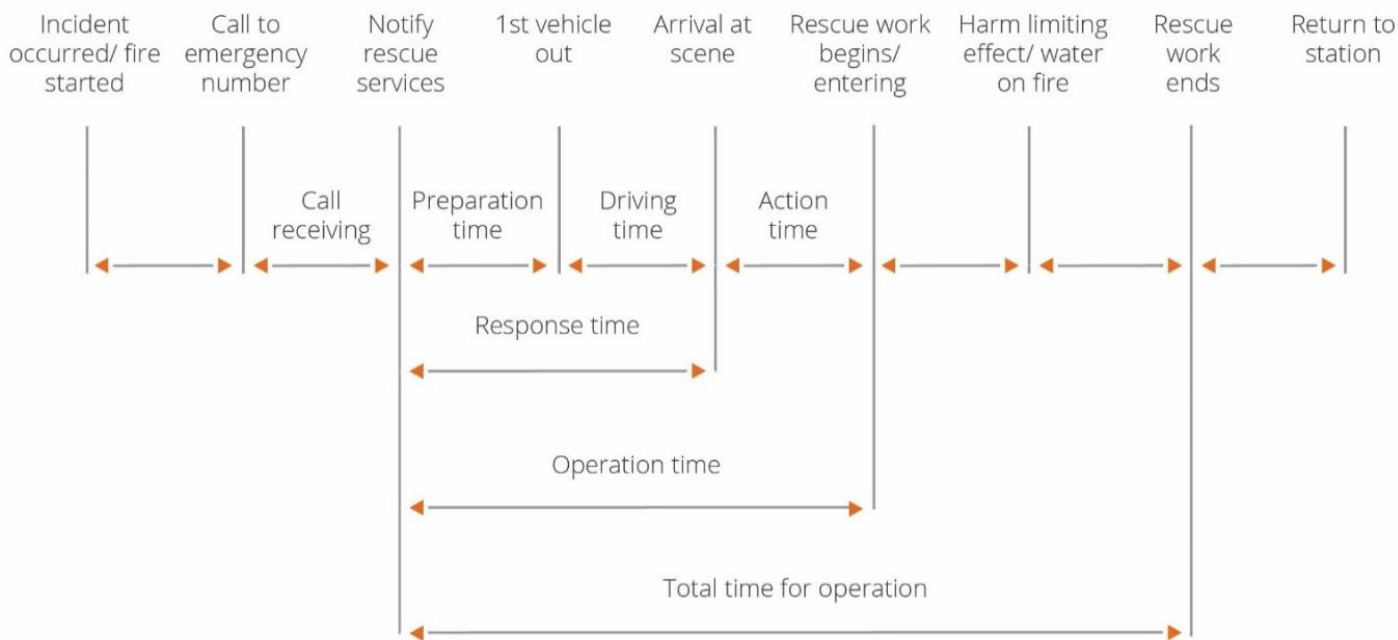 Incident
occurred/ fire
started
Call to
emergency
number
Notify
rescue
services
1st vehicle
out
Arrival at
scene
Rescue work
begins/
entering
Harm limiting
effect/ water
on fire
Rescue
work
ends
Return to
station
Call
receiving
Preparation
time
Driving
time
Action
time
Response time
Operation time
Total time for operation